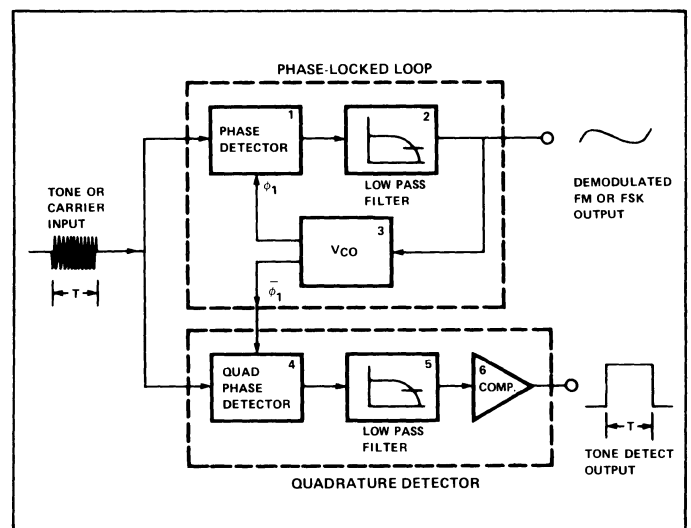 PHASE-LOCKED LOOP
1
PHASE
DETECTOR
2
LOW PASS
FILTER
DEMODULATED
FM OR FSK
OUTPUT
TONE OR
CARRIER
INPUT
T
ϕ1
3
VCO
ϕ̅1
QUAD
PHASE
DETECTOR
4
5
LOW PASS
FILTER
6
COMP.
T
TONE DETECT
OUTPUT
QUADRATURE DETECTOR